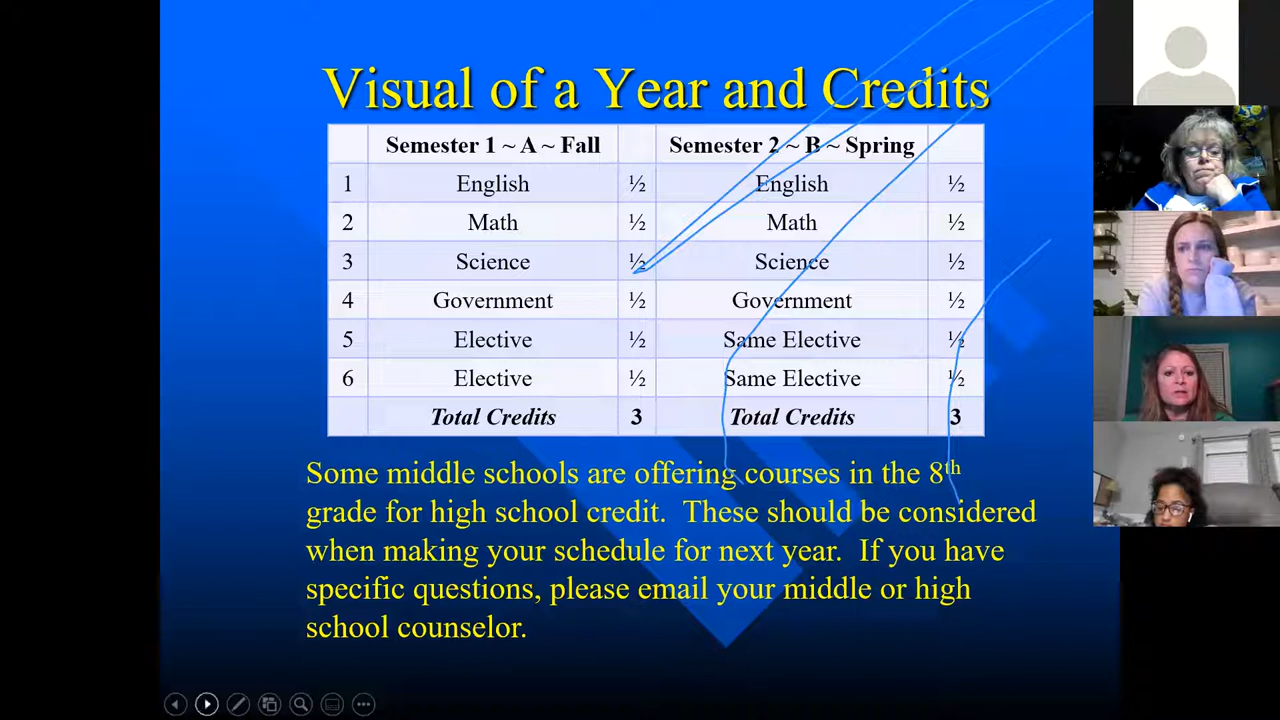 Visual of a Year and Credits
Semester 1 ~ A ~ Fall Semester 2 ~ B ~ Spring
1 English ½ English ½
2 Math ½ Math ½
3 Science ½ Science ½
4 Government ½ Government ½
5 Elective ½ Same Elective ½
6 Elective ½ Same Elective ½
Total Credits 3 Total Credits 3
Some middle schools are offering courses in the 8th
grade for high school credit. These should be considered
when making your schedule for next year. If you have
specific questions, please email your middle or high
school counselor.